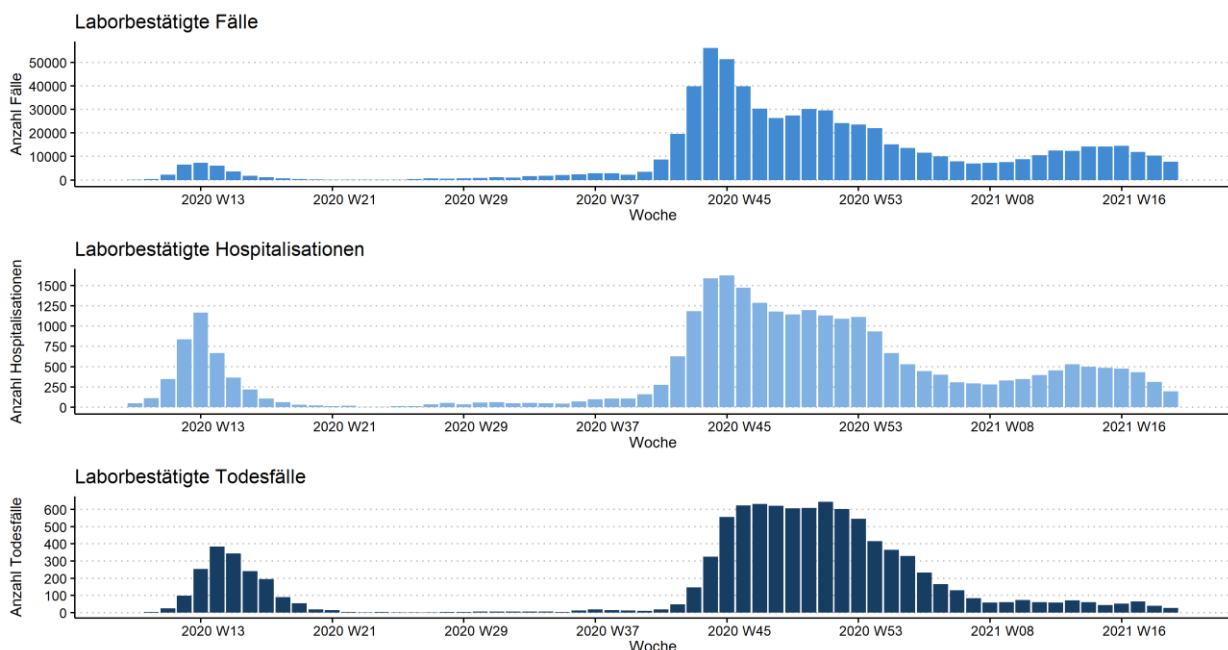 Laborbestätigte Fälle
Anzahl Fälle
50000
40000
30000
20000
10000
0
2020 W13 2020 W21 2020 W29 2020 W37 2020 W45 2020 W53 2021 W08 2021 W16
Woche
Laborbestätigte Hospitalisationen
Anzahl Hospitalisationen
1500
1250
1000
750
500
250
0
2020 W13 2020 W21 2020 W29 2020 W37 2020 W45 2020 W53 2021 W08 2021 W16
Woche
Laborbestätigte Todesfälle
Anzahl Todesfälle
600
500
400
300
200
100
0
2020 W13 2020 W21 2020 W29 2020 W37 2020 W45 2020 W53 2021 W08 2021 W16
Woche